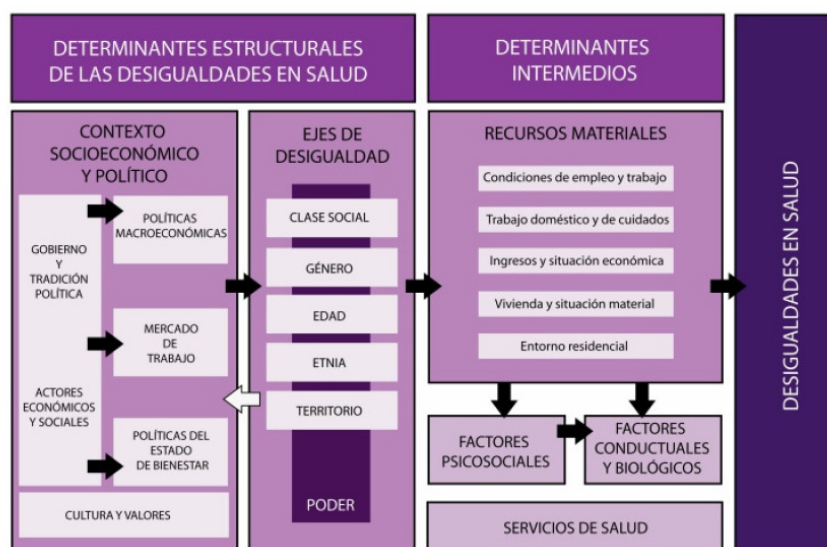 DETERMINANTES ESTRUCTURALES
DE LAS DESIGUALDADES EN SALUD
DETERMINANTES
INTERMEDIOS
CONTEXTO
SOCIOECONÓMICO
Y POLÍTICO
GOBIERNO
Y
TRADICIÓN
POLÍTICA
ACTORES
ECONÓMICOS
Y SOCIALES
POLÍTICAS
MACROECONÓMICAS
MERCADO
DE
TRABAJO
POLÍTICAS DEL
ESTADO
DE BIENESTAR
CULTURA Y VALORES
EJES DE
DESIGUALDAD
CLASE SOCIAL
GÉNERO
EDAD
ETNIA
TERRITORIO
PODER
RECURSOS MATERIALES
Condiciones de empleo y trabajo
Trabajo doméstico y de cuidados
Ingresos y situación económica
Vivienda y situación material
Entorno residencial
FACTORES
PSICOSOCIALES
FACTORES
CONDUCTUALES
Y BIOLÓGICOS
SERVICIOS DE SALUD
DESIGUALDADES EN SALUD